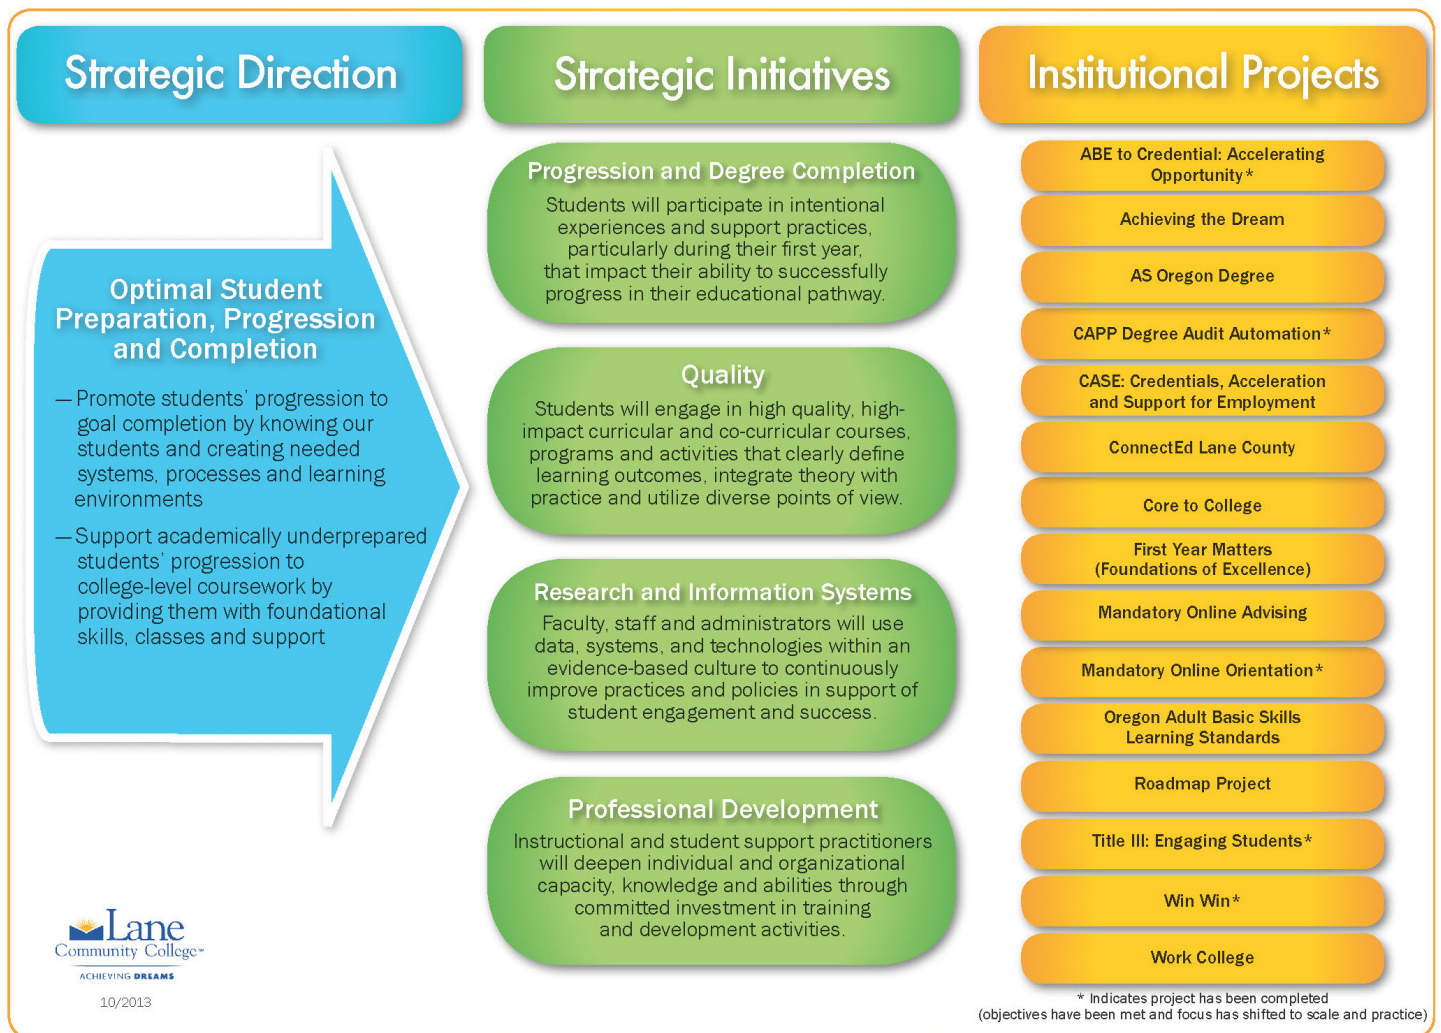 Strategic Direction
Optimal Student
Preparation, Progression
and Completion
— Promote students' progression to
goal completion by knowing our
students and creating needed
systems, processes and learning
environments
— Support academically underprepared
students' progression to
college-level coursework by
providing them with foundational
skills, classes and support
Lane
Community College™
ACHIEVING DREAMS
10/2013
Strategic Initiatives
Progression and Degree Completion
Students will participate in intentional
experiences and support practices,
particularly during their first year,
that impact their ability to successfully
progress in their educational pathway.
Quality
Students will engage in high quality, high-
impact curricular and co-curricular courses,
programs and activities that clearly define
learning outcomes, integrate theory with
practice and utilize diverse points of view.
Research and Information Systems
Faculty, staff and administrators will use
data, systems, and technologies within an
evidence-based culture to continuously
improve practices and policies in support of
student engagement and success.
Professional Development
Instructional and student support practitioners
will deepen individual and organizational
capacity, knowledge and abilities through
committed investment in training
and development activities.
Institutional Projects
ABE to Credential: Accelerating
Opportunity*
Achieving the Dream
AS Oregon Degree
CAPP Degree Audit Automation*
CASE: Credentials, Acceleration
and Support for Employment
ConnectEd Lane County
Core to College
First Year Matters
(Foundations of Excellence)
Mandatory Online Advising
Mandatory Online Orientation*
Oregon Adult Basic Skills
Learning Standards
Roadmap Project
Title III: Engaging Students*
Win Win*
Work College
* Indicates project has been completed
(objectives have been met and focus has shifted to scale and practice)